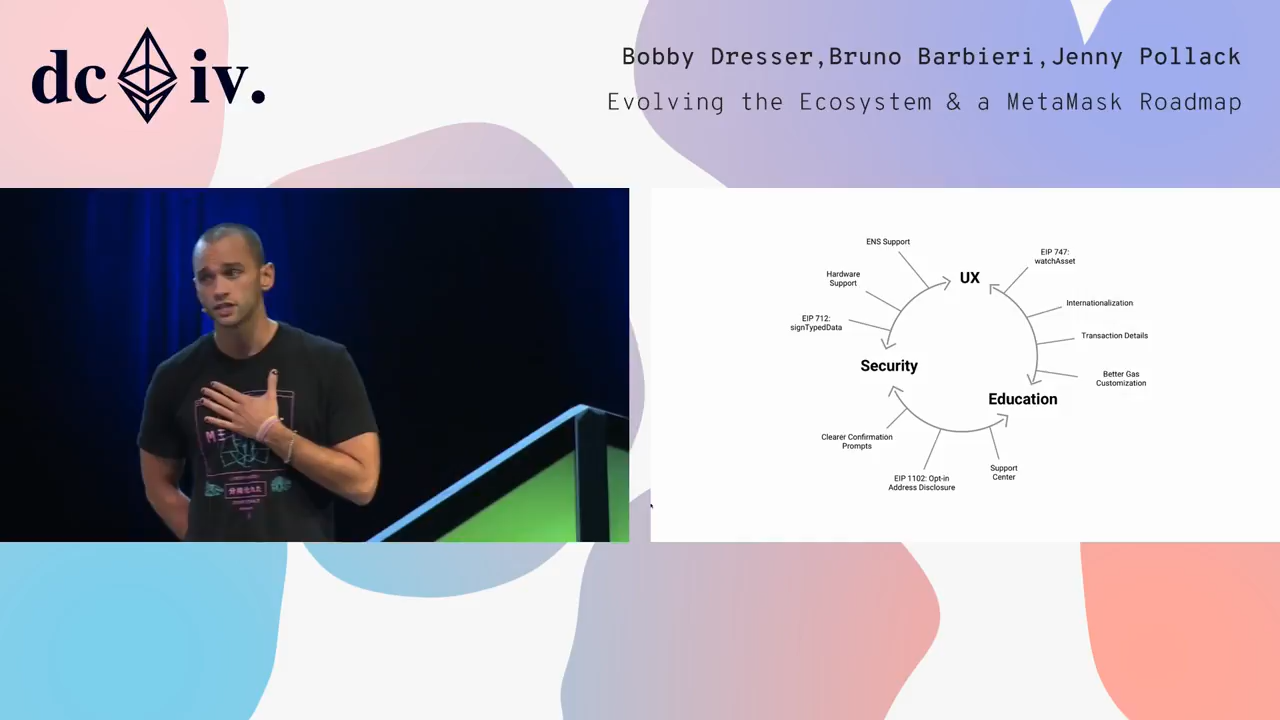 dc iv.
Bobby Dresser,Bruno Barbieri,Jenny Pollack
Evolving the Ecosystem & a MetaMask Roadmap
ENS Support
EIP 747:
watchAsset
UX
Hardware
Support
Internationalization
EIP 712:
signTypedData
Transaction Details
Security
Better Gas
Customization
Education
Clearer Confirmation
Prompts
Support
Center
EIP 1102: Opt-in
Address Disclosure